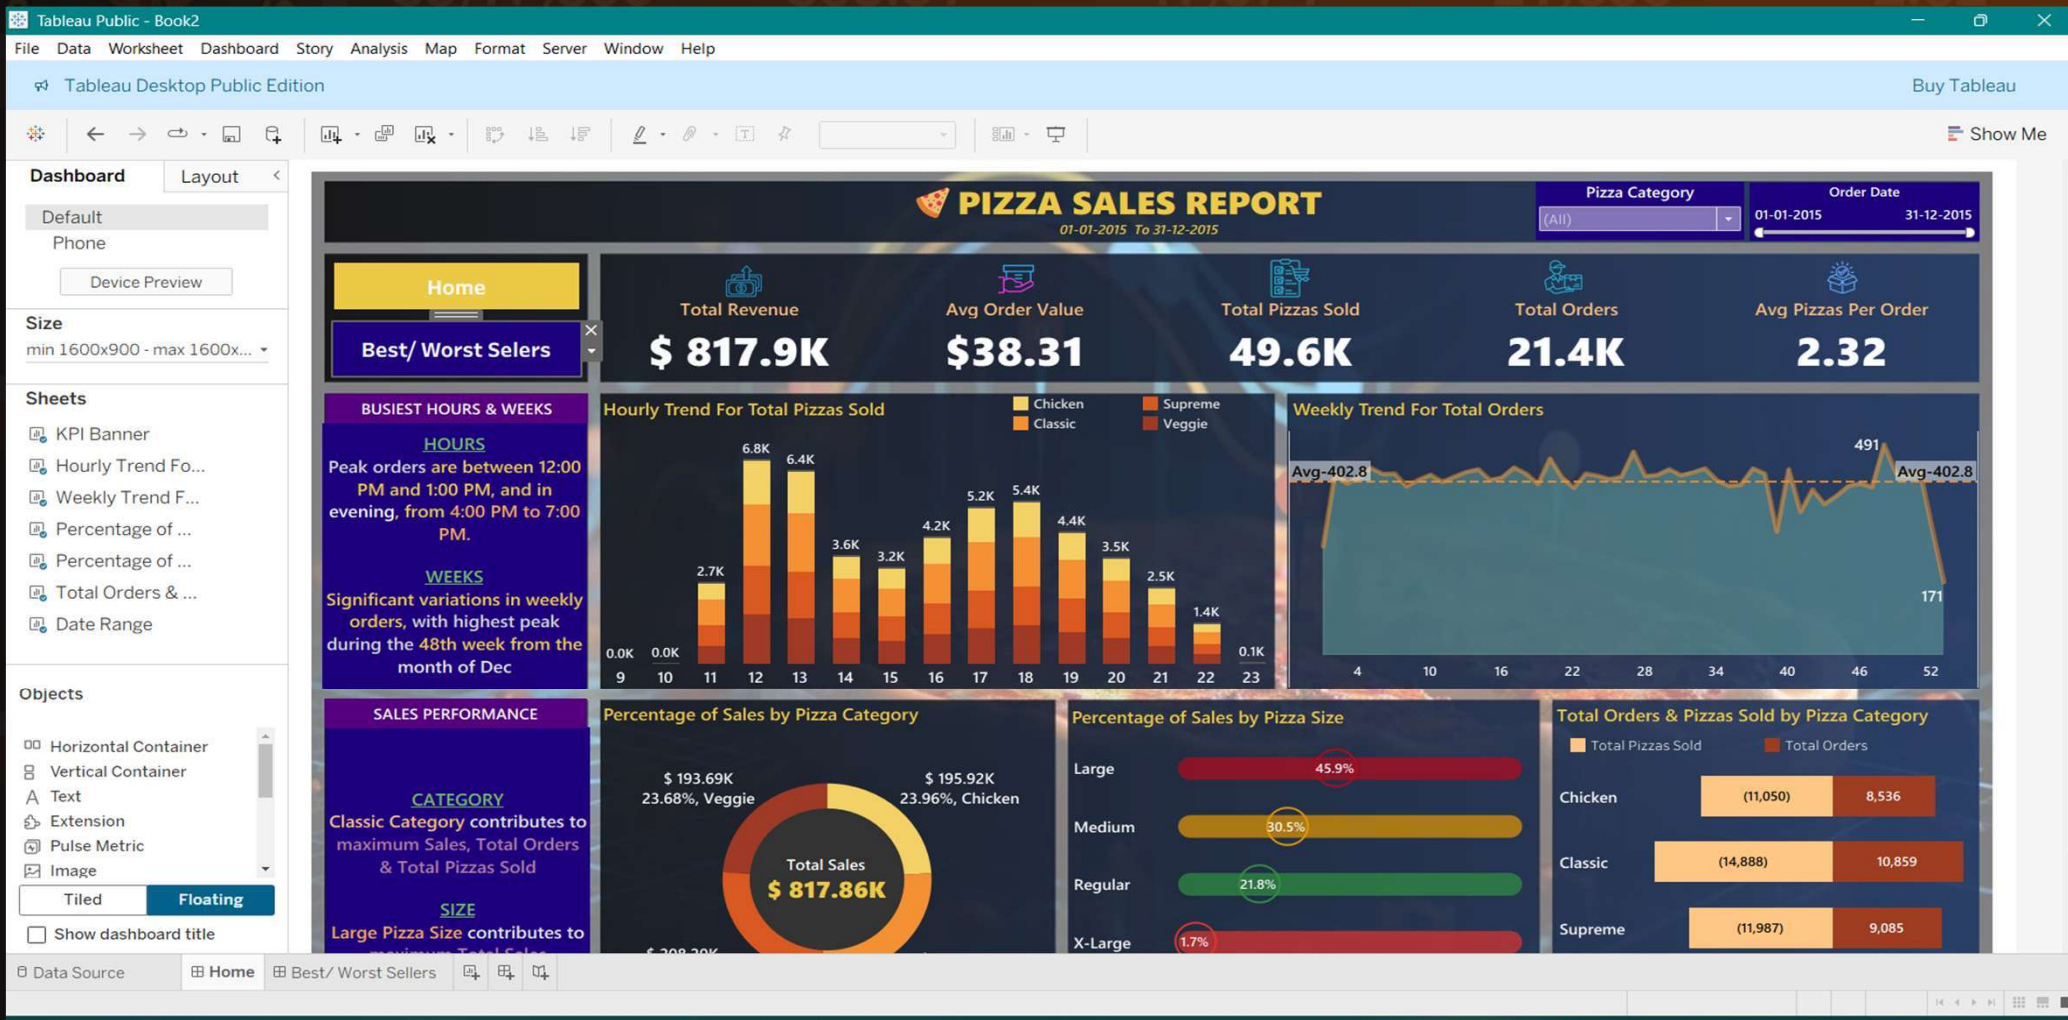 Tableau Public - Book2
File Data Worksheet Dashboard Story Analysis Map Format Server Window Help
Tableau Desktop Public Edition
Buy Tableau
Show Me
Dashboard
Layout
Default
Phone
Device Preview
Size
min 1600x900 - max 1600x...
Sheets
KPI Banner
Hourly Trend Fo...
Weekly Trend F...
Percentage of ...
Percentage of ...
Total Orders & ...
Date Range
Objects
Horizontal Container
Vertical Container
Text
Extension
Pulse Metric
Image
Tiled
Floating
Show dashboard title
PIZZA SALES REPORT
01-01-2015 To 31-12-2015
Pizza Category
(All)
Order Date
01-01-2015 31-12-2015
Home
Best/ Worst Selers
Total Revenue
$ 817.9K
Avg Order Value
$38.31
Total Pizzas Sold
49.6K
Total Orders
21.4K
Avg Pizzas Per Order
2.32
BUSIEST HOURS & WEEKS
HOURS
Peak orders are between 12:00
PM and 1:00 PM, and in
evening, from 4:00 PM to 7:00
PM.
WEEKS
Significant variations in weekly
orders, with highest peak
during the 48th week from the
month of Dec
Hourly Trend For Total Pizzas Sold
Chicken
Supreme
Classic
Veggie
0.0K
0.0K
2.7K
6.8K
6.4K
3.6K
3.2K
4.2K
5.2K
5.4K
4.4K
3.5K
2.5K
1.4K
0.1K
9 10 11 12 13 14 15 16 17 18 19 20 21 22 23
Weekly Trend For Total Orders
491
Avg-402.8
Avg-402.8
171
4 10 16 22 28 34 40 46 52
SALES PERFORMANCE
CATEGORY
Classic Category contributes to
maximum Sales, Total Orders
& Total Pizzas Sold
SIZE
Large Pizza Size contributes to
Percentage of Sales by Pizza Category
$ 193.69K
23.68%, Veggie
$ 195.92K
23.96%, Chicken
Total Sales
$ 817.86K
Percentage of Sales by Pizza Size
Large
45.9%
Medium
30.5%
Regular
21.8%
X-Large
1.7%
Total Orders & Pizzas Sold by Pizza Category
Total Pizzas Sold
Total Orders
Chicken
(11,050)
8,536
Classic
(14,888)
10,859
Supreme
(11,987)
9,085
Data Source
Home
Best/ Worst Sellers